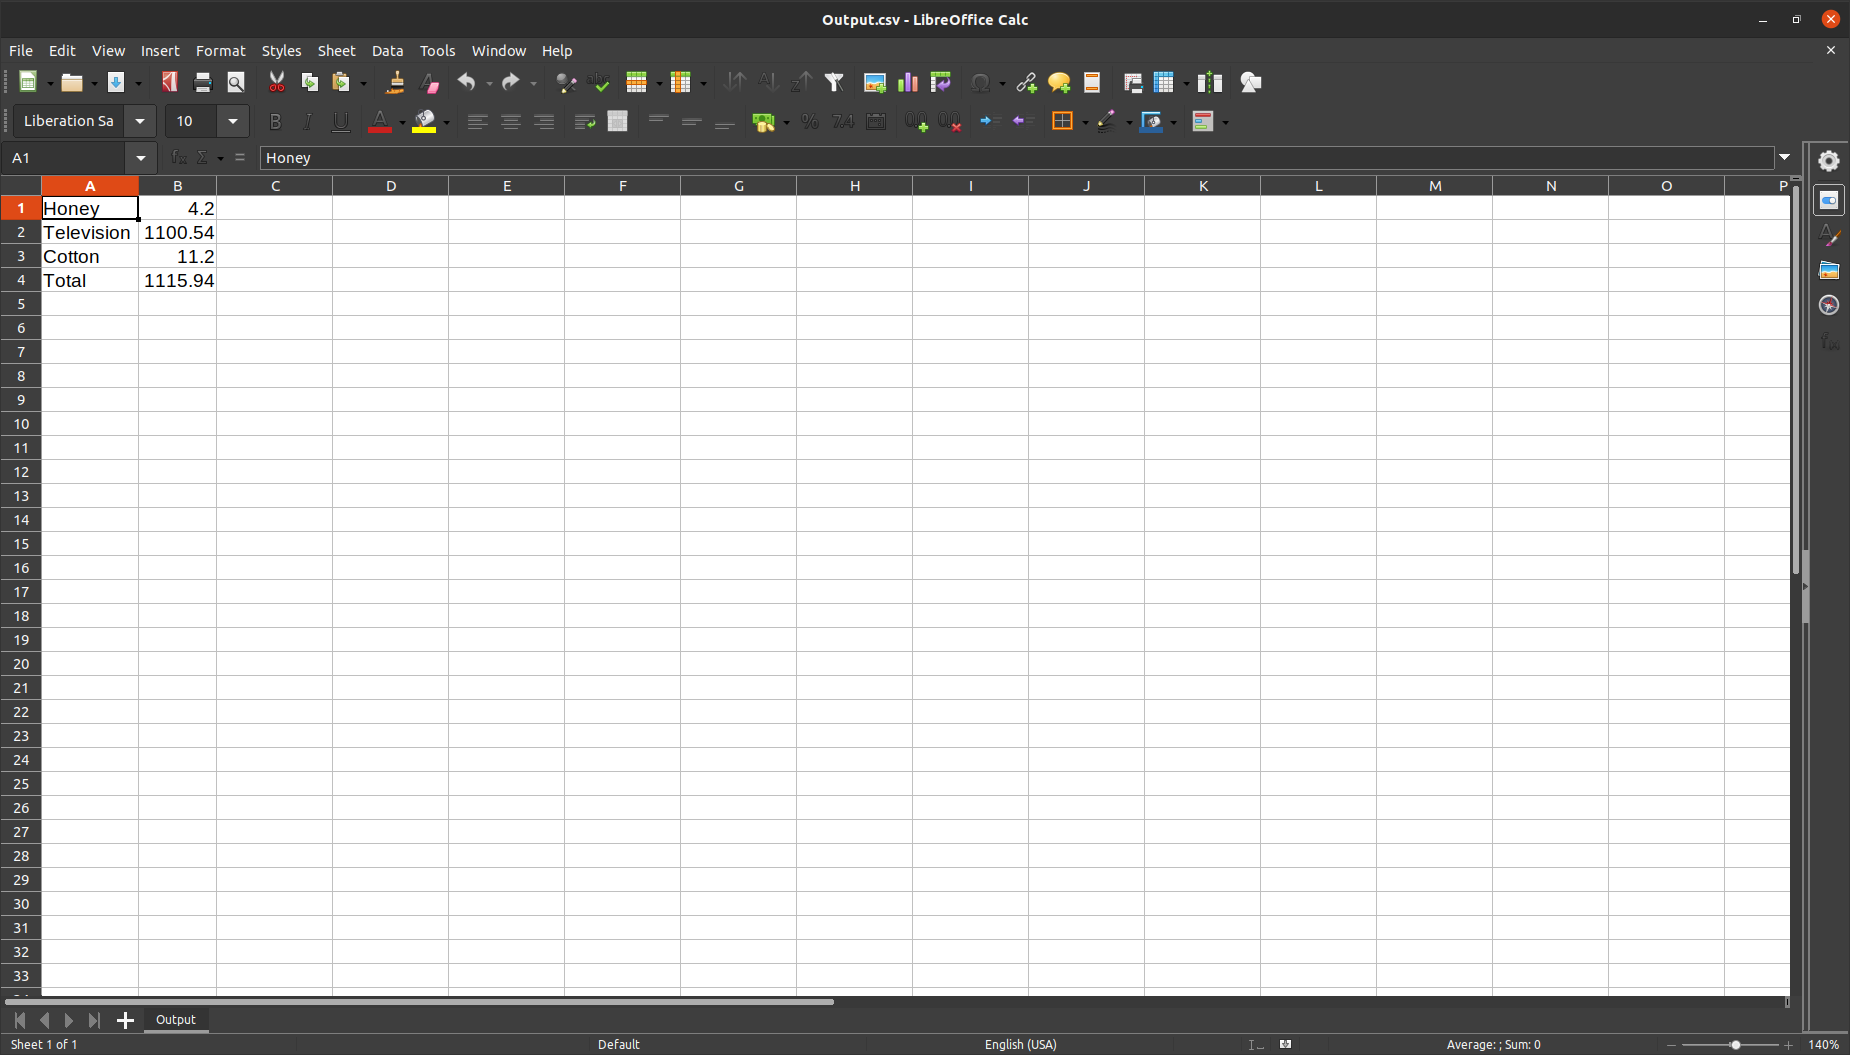 Output.csv - LibreOffice Calc
File Edit View Insert Format Styles Sheet Data Tools Window Help
Liberation Sa 10
A1 Honey
A B C D E F G H I J K L M N O P
1 Honey 4.2
2 Television 1100.54
3 Cotton 11.2
4 Total 1115.94
5
6
7
8
9
10
11
12
13
14
15
16
17
18
19
20
21
22
23
24
25
26
27
28
29
30
31
32
33
Output
Sheet 1 of 1 Default English (USA) Average: ; Sum: 0 140%